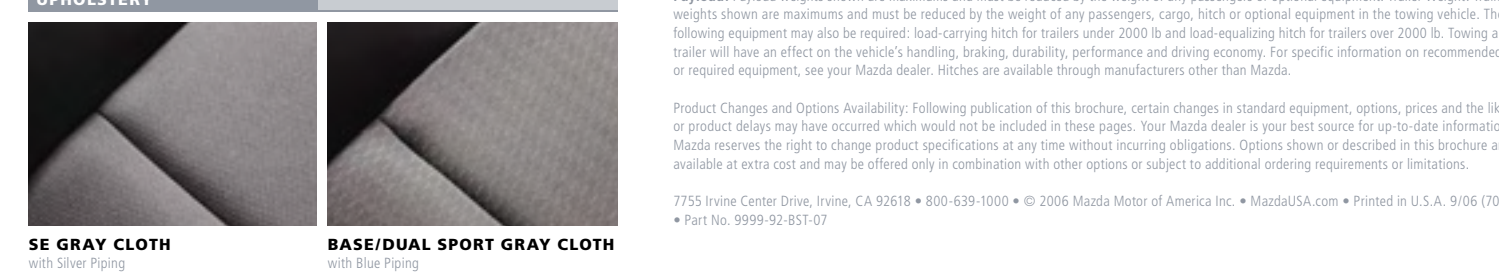 UPHOLSTERY
SE GRAY CLOTH
with Silver Piping
BASE/DUAL SPORT GRAY CLOTH
with Blue Piping
weights shown are maximums and must be reduced by the weight of any passengers, cargo, hitch or optional equipment in the towing vehicle. The
following equipment may also be required: load-carrying hitch for trailers under 2000 lb and load-equalizing hitch for trailers over 2000 lb. Towing a
trailer will have an effect on the vehicle's handling, braking, durability, performance and driving economy. For specific information on recommended
or required equipment, see your Mazda dealer. Hitches are available through manufacturers other than Mazda.
Product Changes and Options Availability: Following publication of this brochure, certain changes in standard equipment, options, prices and the lik
or product delays may have occurred which would not be included in these pages. Your Mazda dealer is your best source for up-to-date informatio
Mazda reserves the right to change product specifications at any time without incurring obligations. Options shown or described in this brochure a
available at extra cost and may be offered only in combination with other options or subject to additional ordering requirements or limitations.
7755 Irvine Center Drive, Irvine, CA 92618 • 800-639-1000 • © 2006 Mazda Motor of America Inc. • MazdaUSA.com • Printed in U.S.A. 9/06 (70
• Part No. 9999-92-BST-07